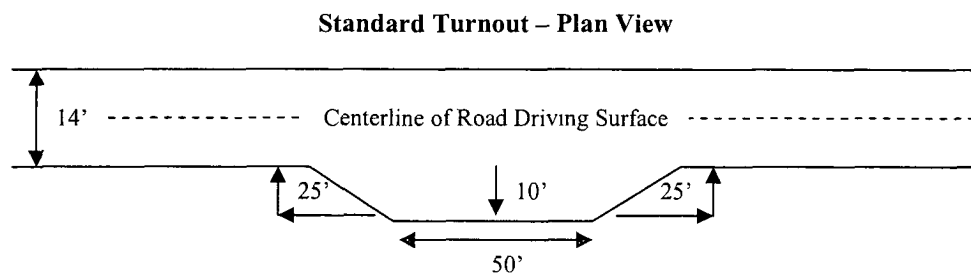 Standard Turnout – Plan View
14’
Centerline of Road Driving Surface
25’
10’
25’
50’